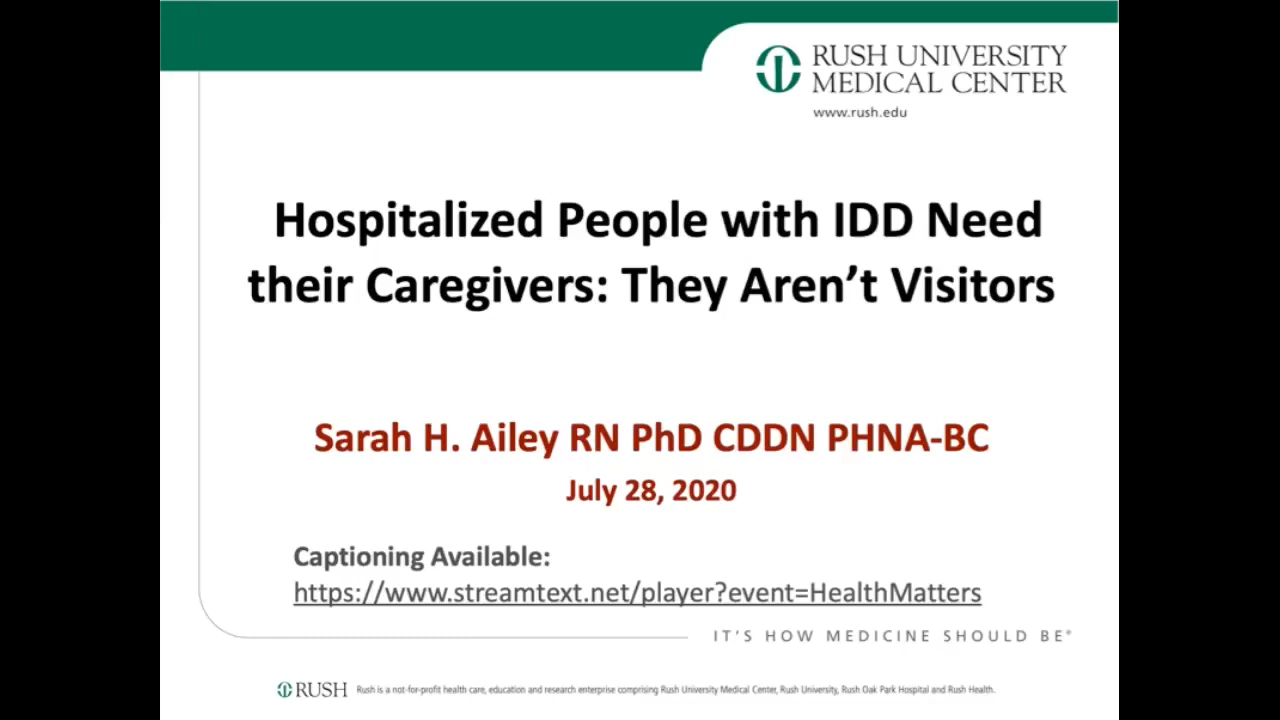 RUSH UNIVERSITY
MEDICAL CENTER
www.rush.edu
Hospitalized People with IDD Need
their Caregivers: They Aren't Visitors
Sarah H. Ailey RN PhD CDDN PHNA-BC
July 28, 2020
Captioning Available:
https://www.streamtext.net/player?event=HealthMatters
IT'S HOW MEDICINE SHOULD BE®
RUSH Rush is a not-for-profit health care, education and research enterprise comprising Rush University Medical Center, Rush University, Rush Oak Park Hospital and Rush Health.